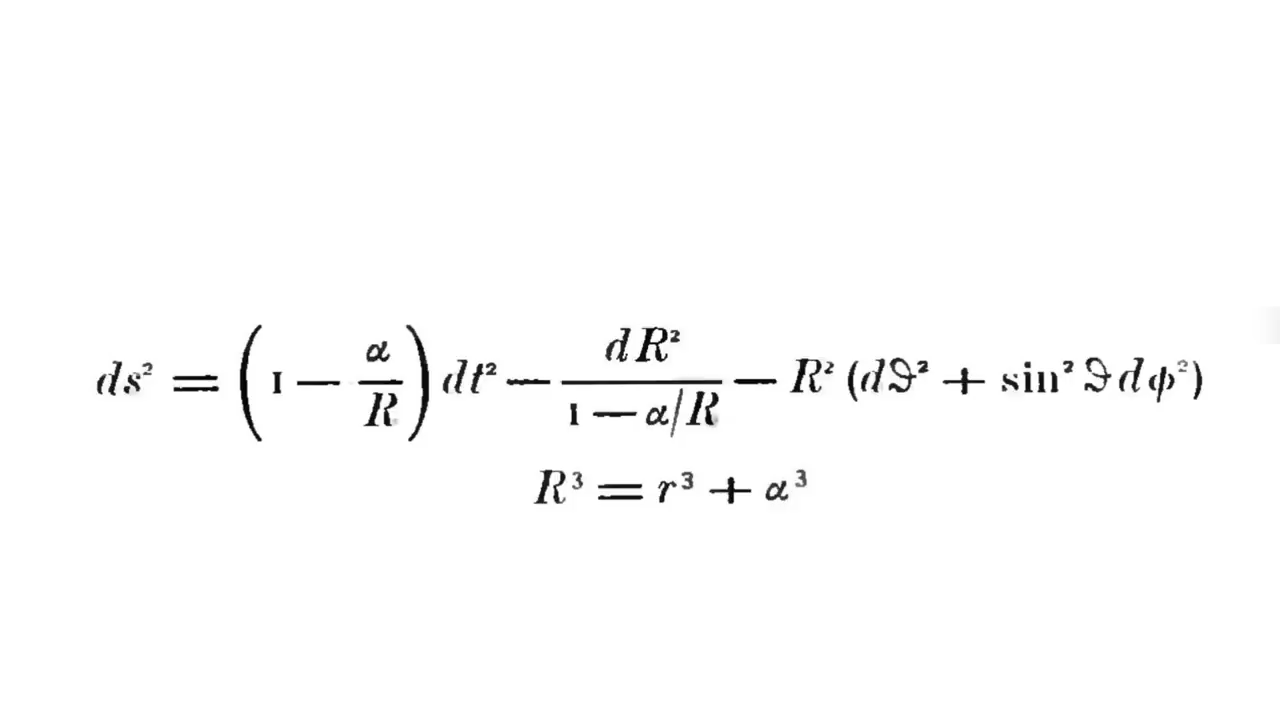 ds² = (1 − α/R) dt² − dR²/(1 − α/R) − R² (dϑ² + sin² ϑ dϕ²)
R³ = r³ + α³